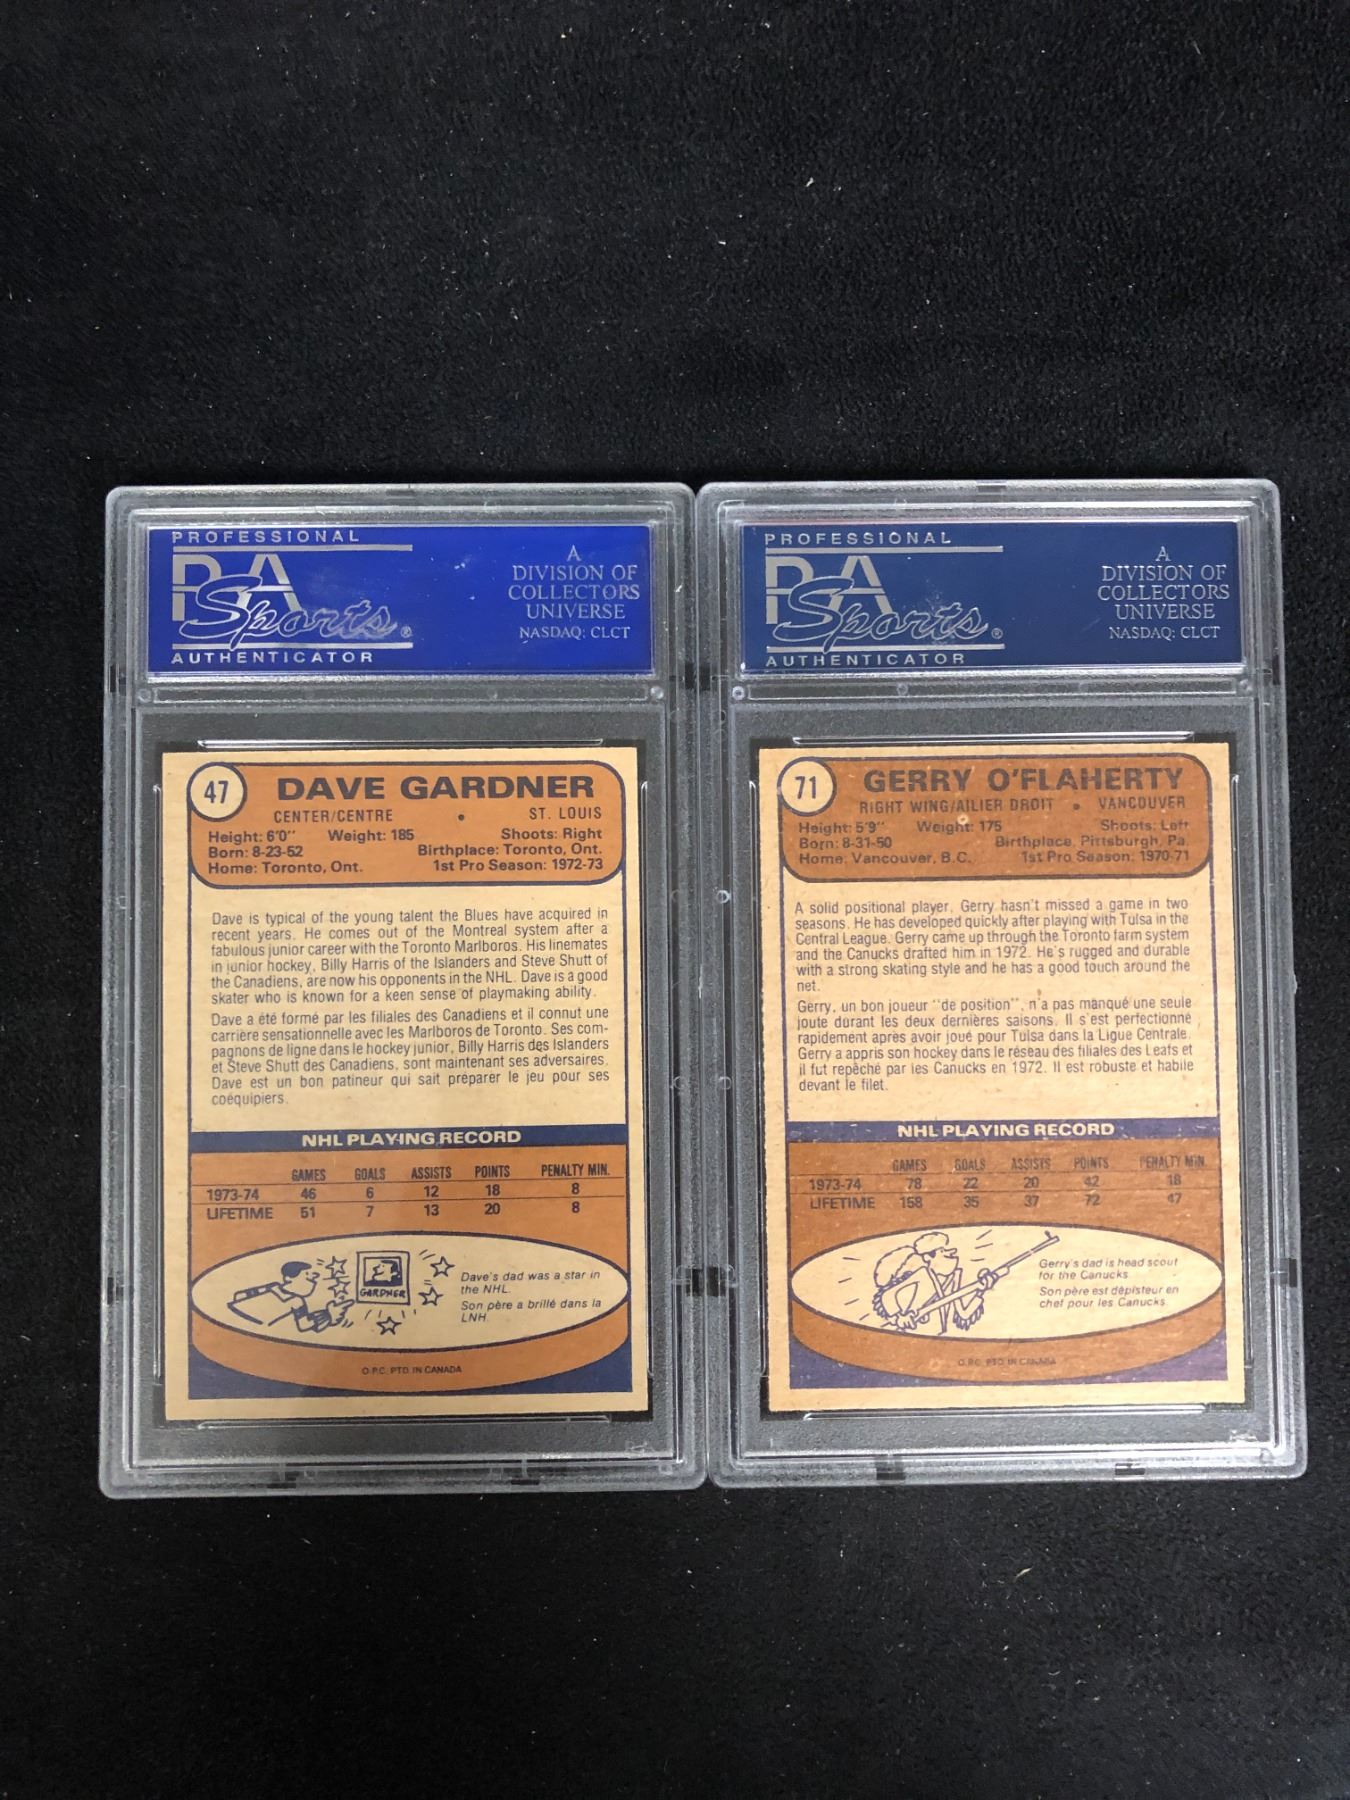 PROFESSIONAL
PSA
Sports®
AUTHENTICATOR
A
DIVISION OF
COLLECTORS
UNIVERSE
NASDAQ: CLCT
47
DAVE GARDNER
CENTER/CENTRE • ST. LOUIS
Height: 6'0" Weight: 185 Shoots: Right
Born: 8-23-52 Birthplace: Toronto, Ont.
Home: Toronto, Ont. 1st Pro Season: 1972-73
Dave is typical of the young talent the Blues have acquired in
recent years. He comes out of the Montreal system after a
fabulous junior career with the Toronto Marlboros. His linemates
in junior hockey, Billy Harris of the Islanders and Steve Shutt of
the Canadiens, are now his opponents in the NHL. Dave is a good
skater who is known for a keen sense of playmaking ability.
Dave a été formé par les filiales des Canadiens et il connut une
carrière sensationnelle avec les Marlboros de Toronto. Ses com-
pagnons de ligne dans le hockey junior, Billy Harris des Islanders
et Steve Shutt des Canadiens, sont maintenant ses adversaires.
Dave est un bon patineur qui sait préparer le jeu pour ses
coéquipiers.
NHL PLAYING RECORD
GAMES GOALS ASSISTS POINTS PENALTY MIN.
1973-74 46 6 12 18 8
LIFETIME 51 7 13 20 8
GARDNER
Dave's dad was a star in
the NHL.
Son père a brillé dans la
LNH.
O.P.C. PTD. IN CANADA
PROFESSIONAL
PSA
Sports®
AUTHENTICATOR
A
DIVISION OF
COLLECTORS
UNIVERSE
NASDAQ: CLCT
71
GERRY O'FLAHERTY
RIGHT WING/AILIER DROIT • VANCOUVER
Height: 5'9" Weight: 175 Shoots: Left
Born: 8-31-50 Birthplace, Pittsburgh, Pa.
Home: Vancouver, B.C. 1st Pro Season: 1970-71
A solid positional player, Gerry hasn't missed a game in two
seasons. He has developed quickly after playing with Tulsa in the
Central League. Gerry came up through the Toronto farm system
and the Canucks drafted him in 1972. He's rugged and durable
with a strong skating style and he has a good touch around the
net.
Gerry, un bon joueur "de position", n'a pas manqué une seule
joute durant les deux dernières saisons. Il s'est perfectionné
rapidement après avoir joué pour Tulsa dans la Ligue Centrale.
Gerry a appris son hockey dans le réseau des filiales des Leafs et
il fut repêché par les Canucks en 1972. Il est robuste et habile
devant le filet.
NHL PLAYING RECORD
GAMES GOALS ASSISTS POINTS PENALTY MIN.
1973-74 78 22 20 42 18
LIFETIME 158 35 37 72 47
Gerry's dad is head scout
for the Canucks.
Son père est dépisteur en
chef pour les Canucks.
O.P.C. PTD. IN CANADA